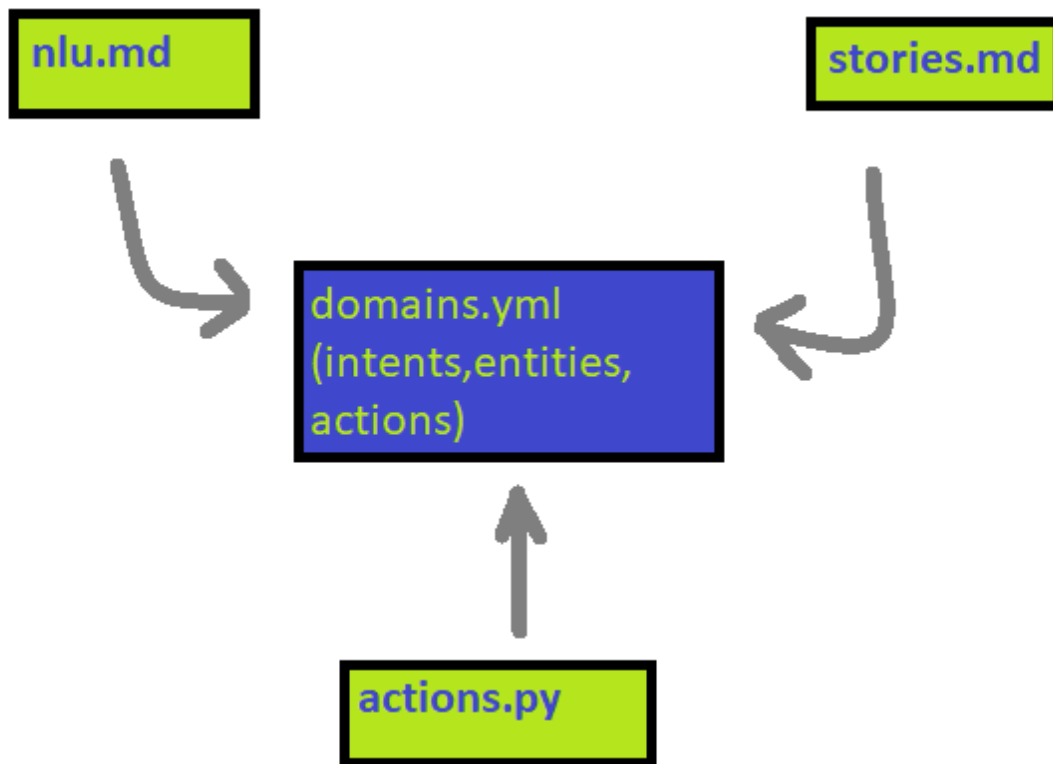 nlu.md
stories.md
domains.yml
(intents,entities,
actions)
actions.py